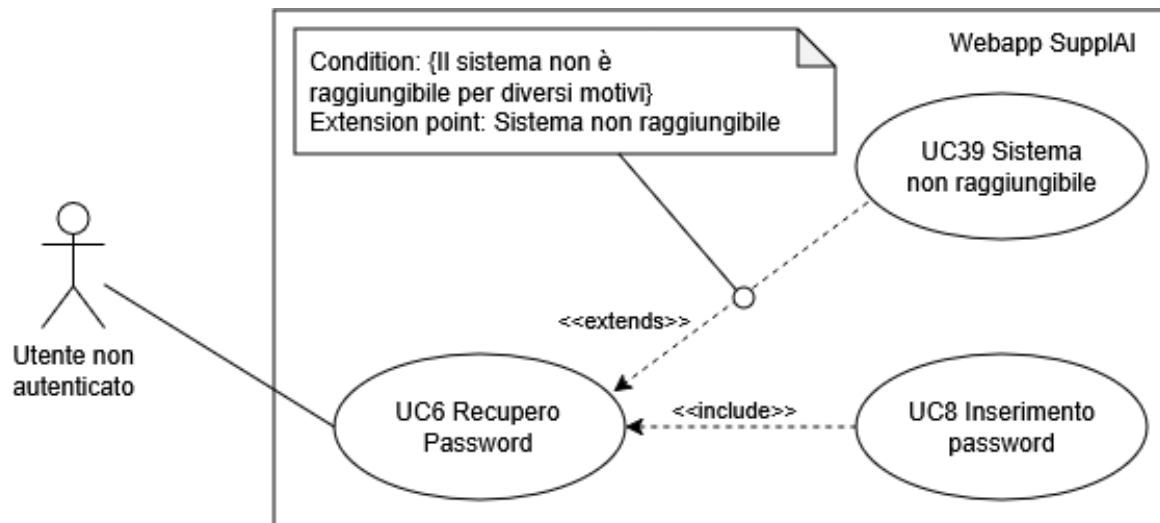 Webapp SupplAI
Condition: {Il sistema non è
raggiungibile per diversi motivi}
Extension point: Sistema non raggiungibile
UC39 Sistema
non raggiungibile
<<extends>>
Utente non
autenticato
UC6 Recupero
Password
<<include>>
UC8 Inserimento
password